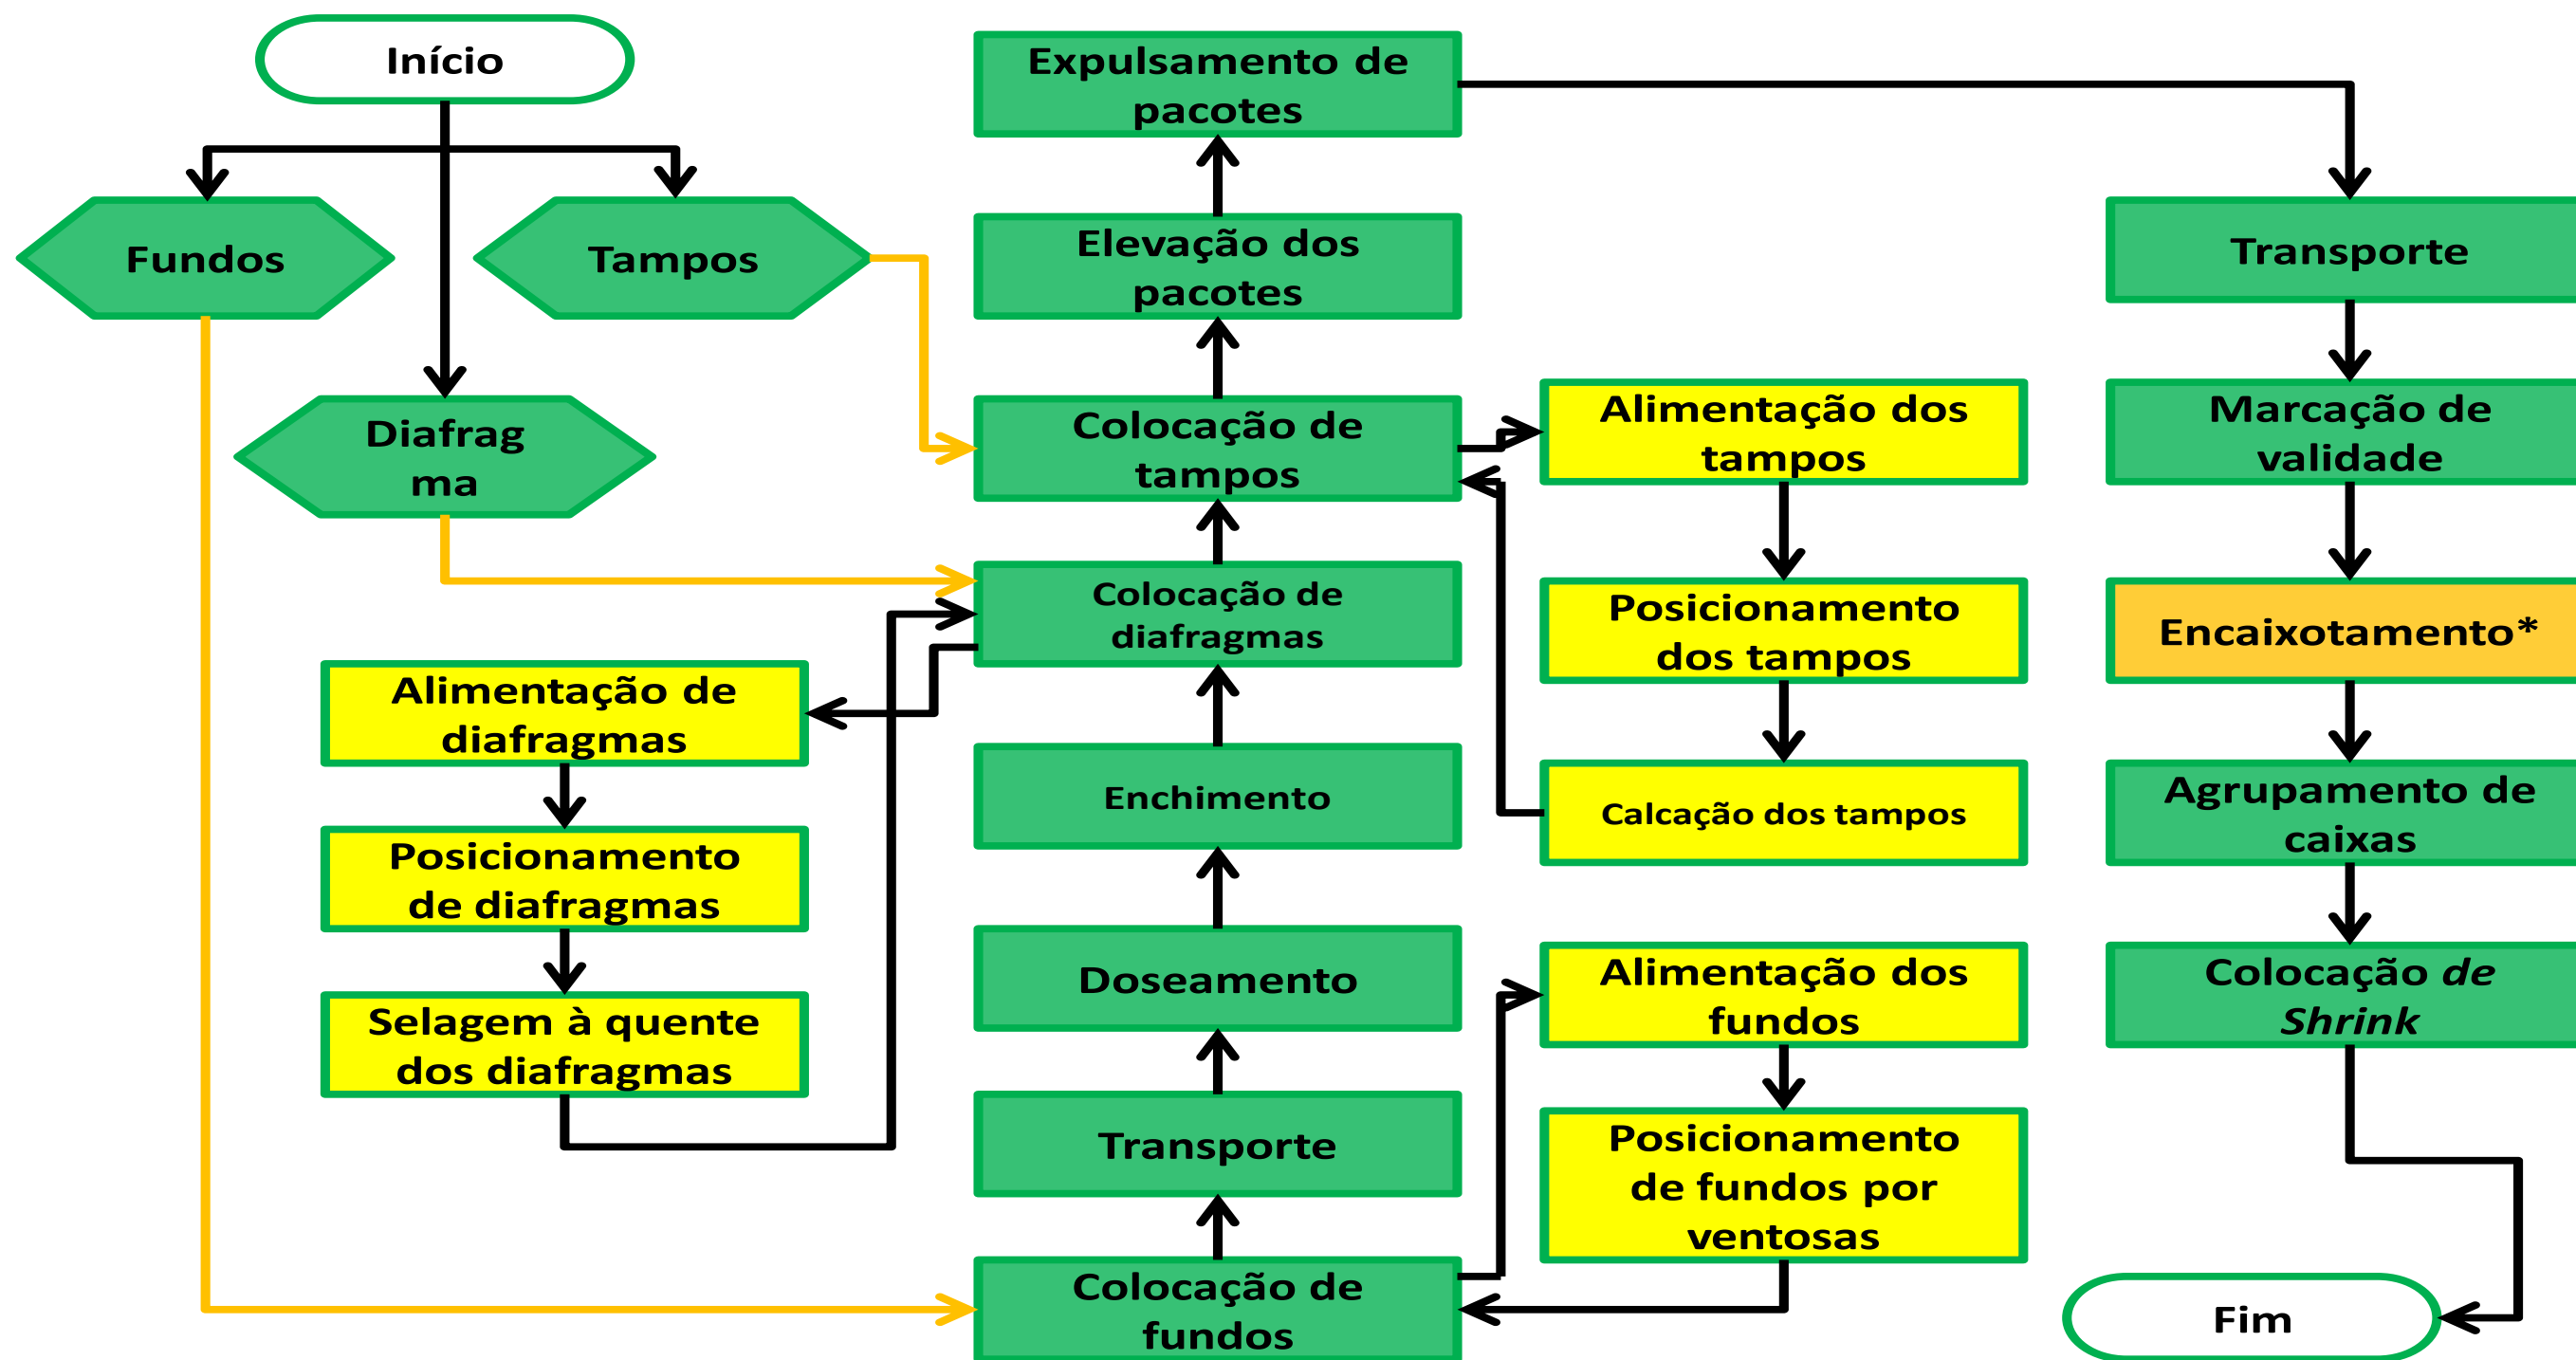 Início
Fundos
Tampos
Diafrag
ma
Alimentação de
diafragmas
Posicionamento
de diafragmas
Selagem à quente
dos diafragmas
Expulsamento de
pacotes
Elevação dos
pacotes
Colocação de
tampos
Colocação de
diafragmas
Enchimento
Doseamento
Transporte
Colocação de
fundos
Alimentação dos
tampos
Posicionamento
dos tampos
Calcação dos tampos
Alimentação dos
fundos
Posicionamento
de fundos por
ventosas
Transporte
Marcação de
validade
Encaixotamento*
Agrupamento de
caixas
Colocação de
Shrink
Fim